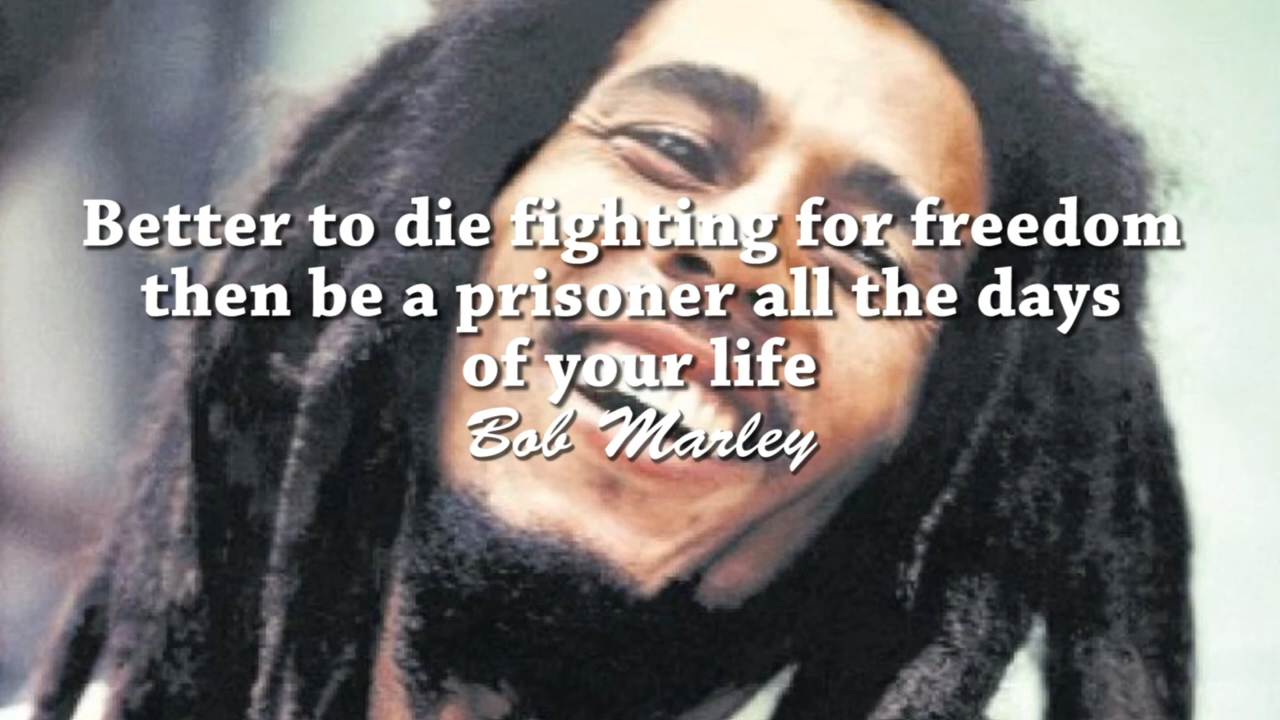 Better to die fighting for freedom
then be a prisoner all the days
of your life
Bob Marley